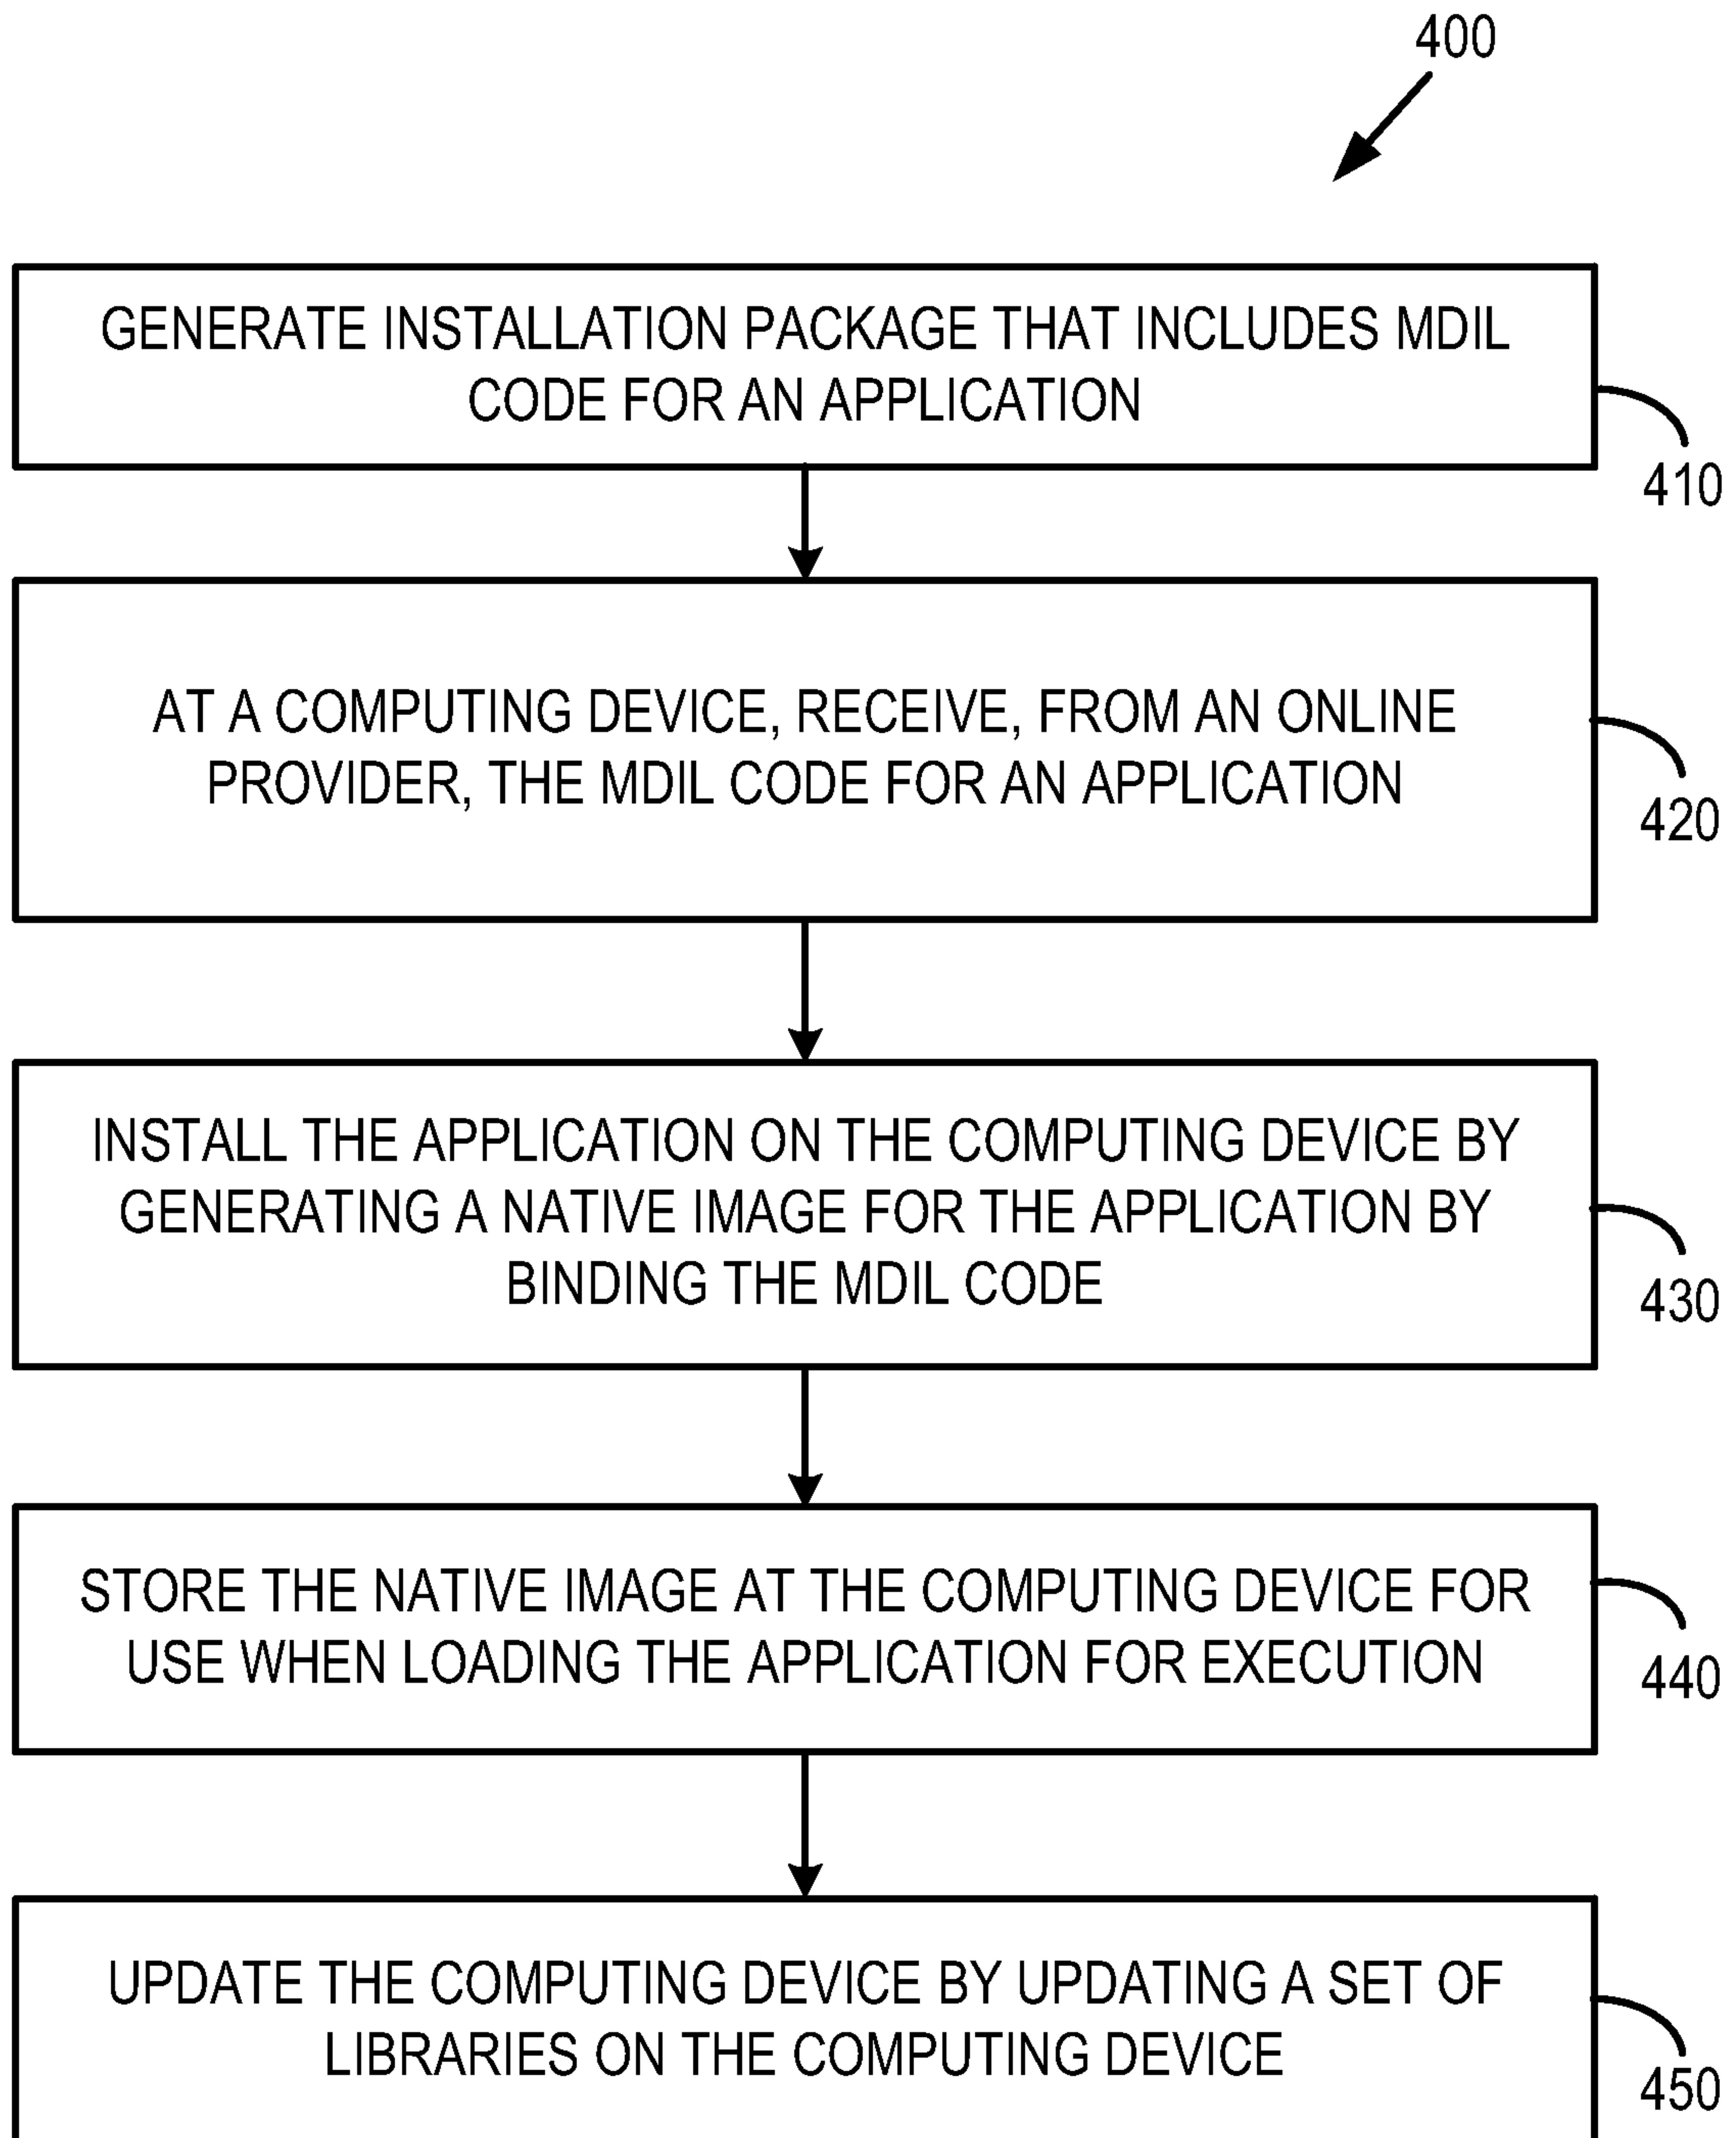 400
GENERATE INSTALLATION PACKAGE THAT INCLUDES MDIL
CODE FOR AN APPLICATION
410
AT A COMPUTING DEVICE, RECEIVE, FROM AN ONLINE
PROVIDER, THE MDIL CODE FOR AN APPLICATION
420
INSTALL THE APPLICATION ON THE COMPUTING DEVICE BY
GENERATING A NATIVE IMAGE FOR THE APPLICATION BY
BINDING THE MDIL CODE
430
STORE THE NATIVE IMAGE AT THE COMPUTING DEVICE FOR
USE WHEN LOADING THE APPLICATION FOR EXECUTION
440
UPDATE THE COMPUTING DEVICE BY UPDATING A SET OF
LIBRARIES ON THE COMPUTING DEVICE
450